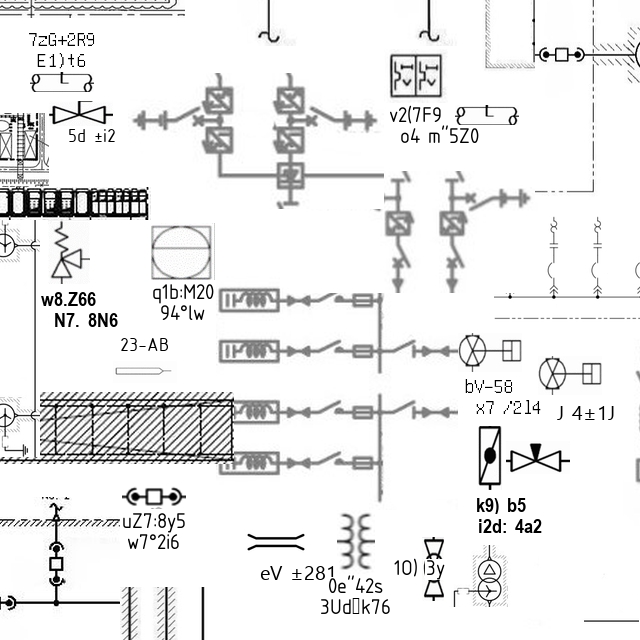 7zG+2R9
E1)t6
5d ±i2
v2(7F9
o4 m"5Z0
w8.Z66
N7. 8N6
q1b:M20
94°lw
23-AB
bV-58
x7 /2l4
J 4±1J
k9) b5
i2d: 4a2
uZ7:8y5
w7°2i6
eV ±281
0e"42s
3Ud▯k76
10) (3y